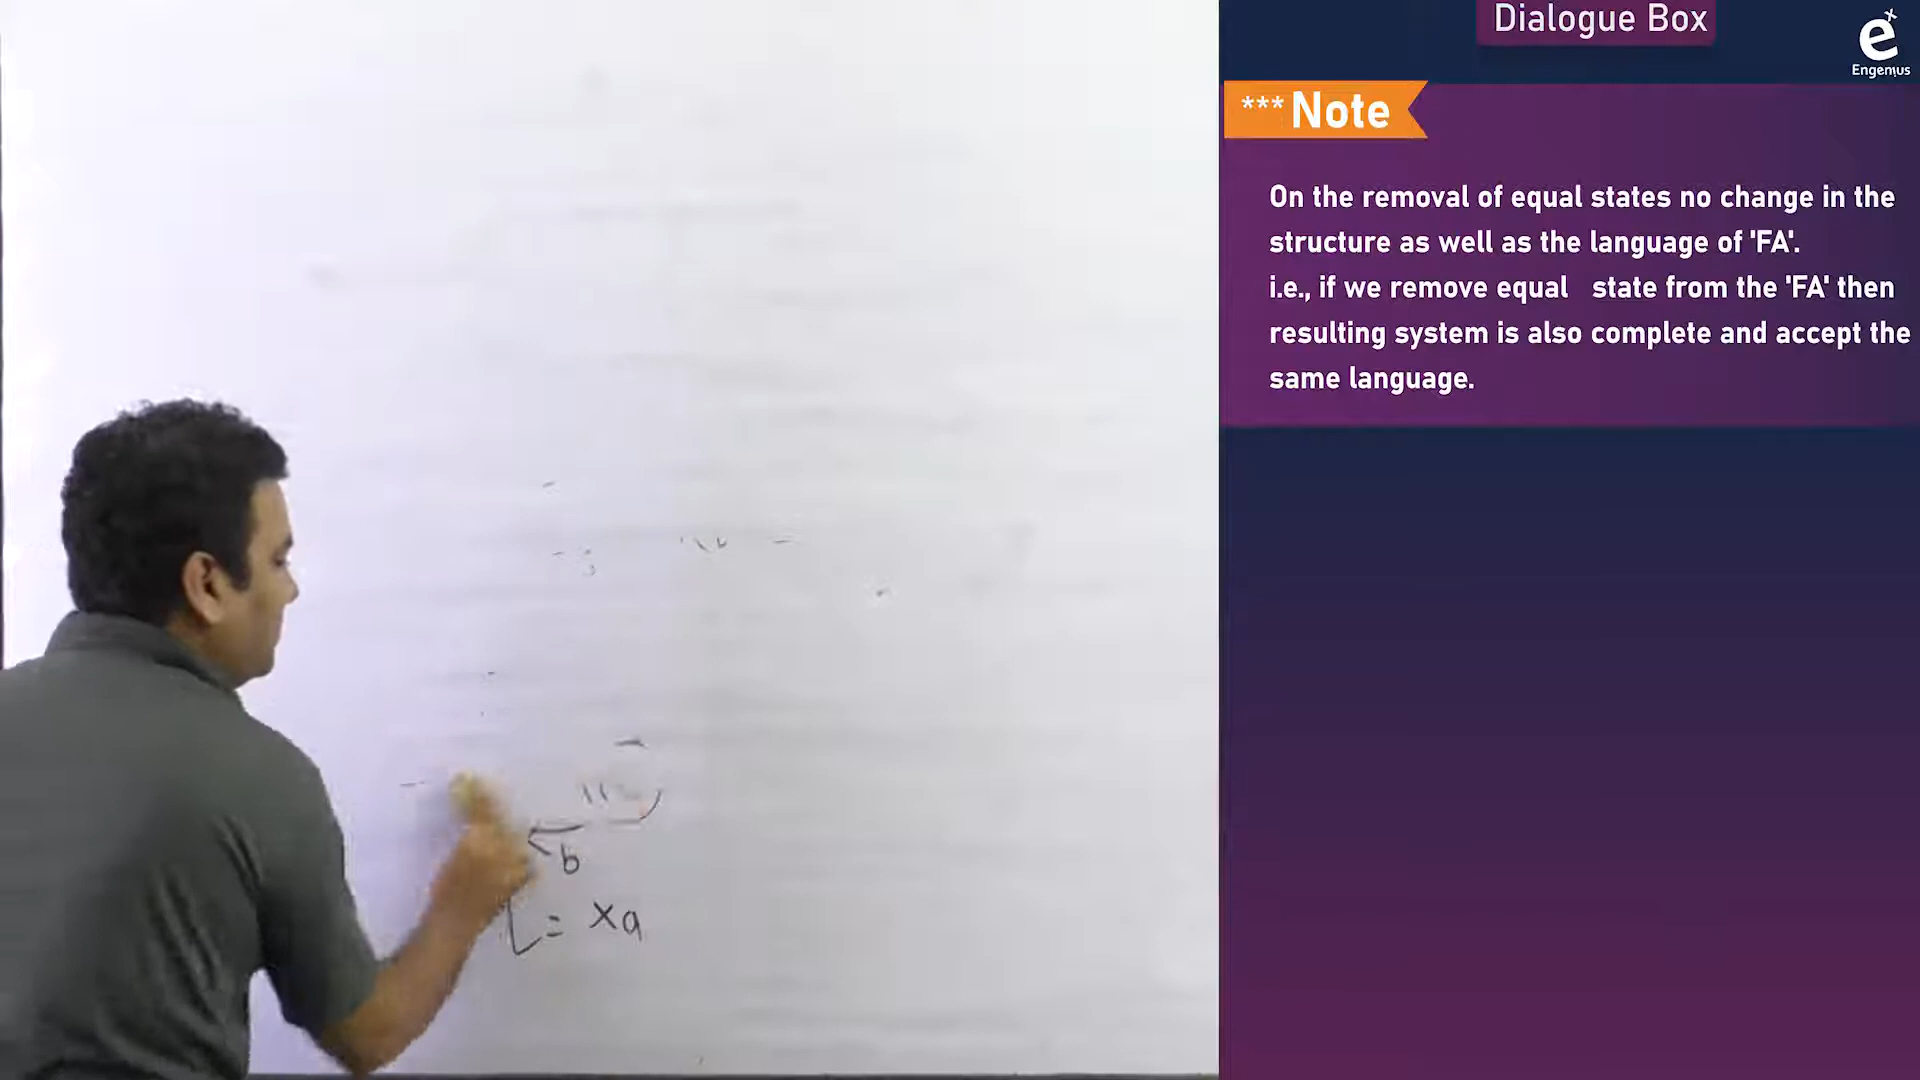 Dialogue Box
ex
Engenius
*** Note
On the removal of equal states no change in the
structure as well as the language of 'FA'.
i.e., if we remove equal state from the 'FA' then
resulting system is also complete and accept the
same language.
b
L = xa